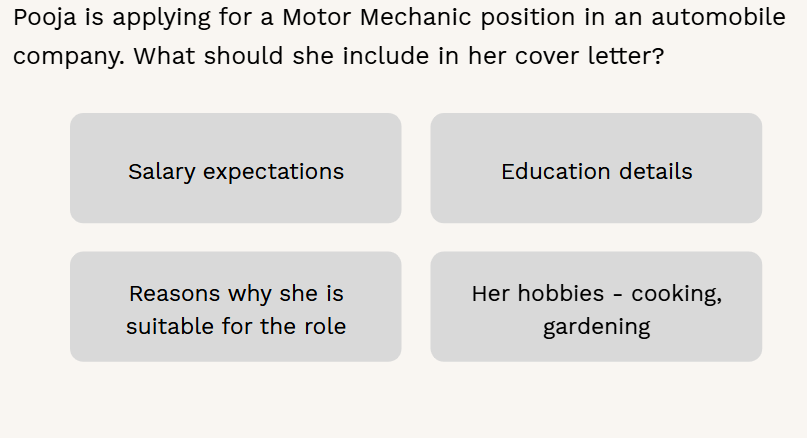 Pooja is applying for a Motor Mechanic position in an automobile
company. What should she include in her cover letter?
Salary expectations
Education details
Reasons why she is
suitable for the role
Her hobbies - cooking,
gardening